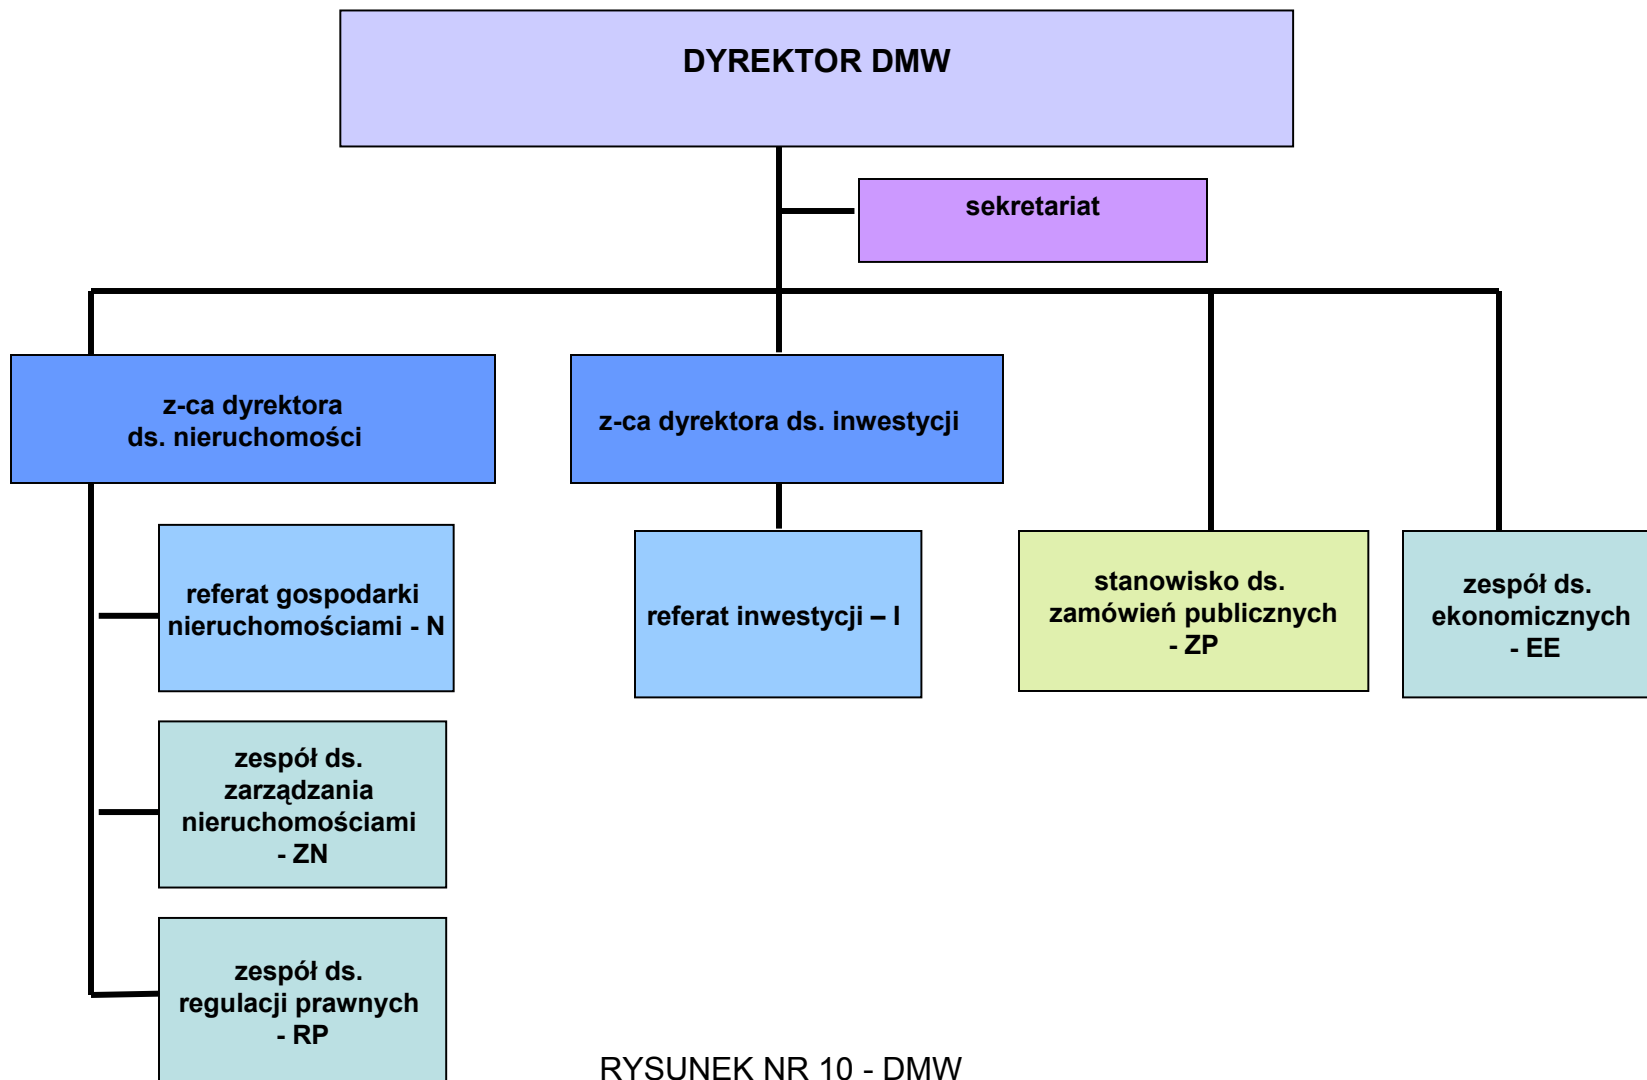 DYREKTOR DMW
sekretariat
z-ca dyrektora
ds. nieruchomości
z-ca dyrektora ds. inwestycji
referat gospodarki
nieruchomościami - N
referat inwestycji – I
stanowisko ds.
zamówień publicznych
- ZP
zespół ds.
ekonomicznych
- EE
zespół ds.
zarządzania
nieruchomościami
- ZN
zespół ds.
regulacji prawnych
- RP
RYSUNEK NR 10 - DMW